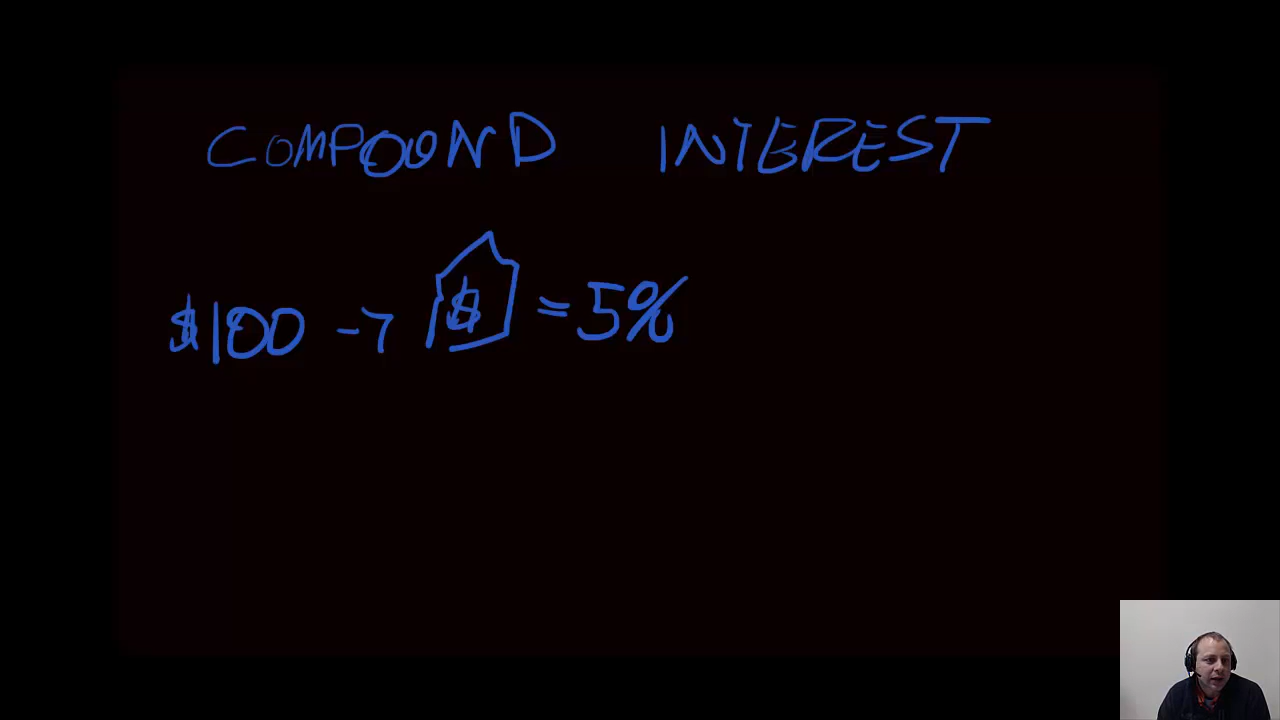 COMPOUND INTEREST
$100 → $ = 5%